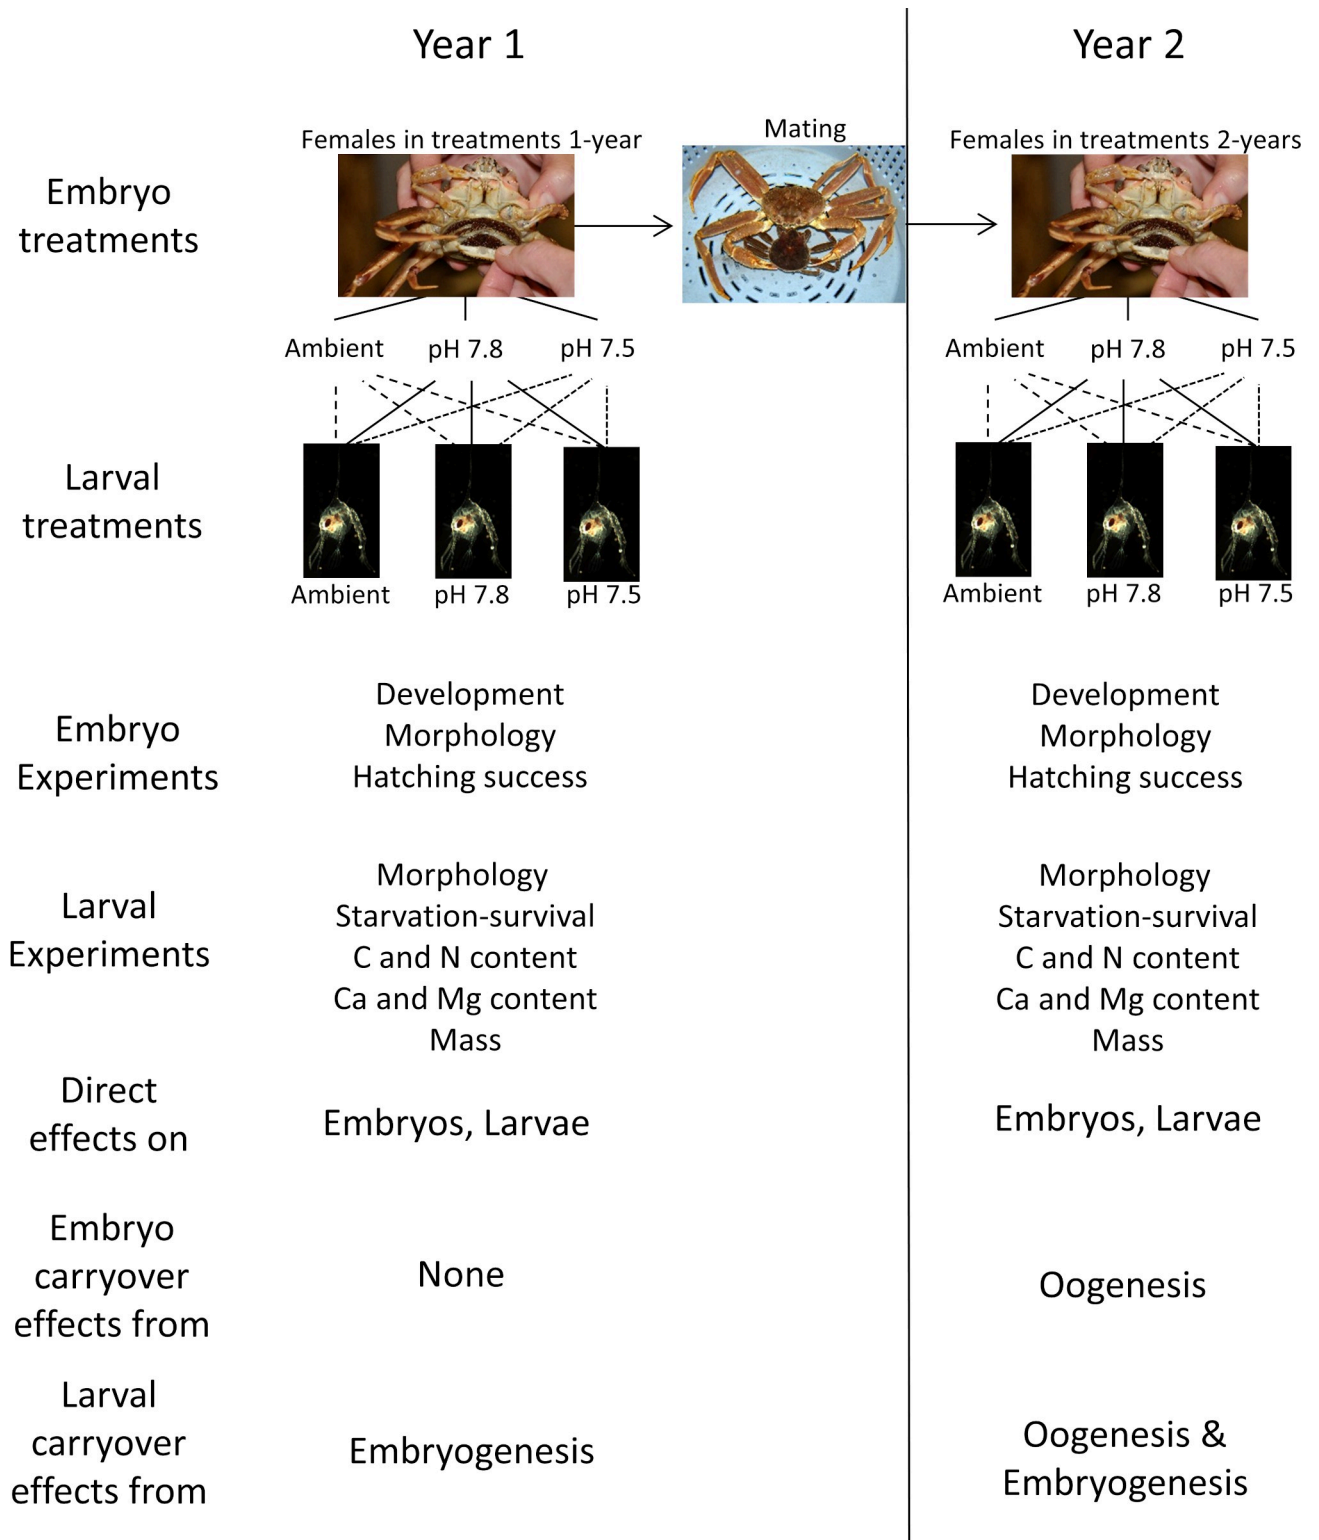 Year 1
Year 2
Females in treatments 1-year
Mating
Females in treatments 2-years
Embryo
treatments
Ambient
pH 7.8
pH 7.5
Ambient
pH 7.8
pH 7.5
Larval
treatments
Ambient
pH 7.8
pH 7.5
Ambient
pH 7.8
pH 7.5
Embryo
Experiments
Development
Morphology
Hatching success
Development
Morphology
Hatching success
Larval
Experiments
Morphology
Starvation-survival
C and N content
Ca and Mg content
Mass
Morphology
Starvation-survival
C and N content
Ca and Mg content
Mass
Direct
effects on
Embryos, Larvae
Embryos, Larvae
Embryo
carryover
effects from
None
Oogenesis
Larval
carryover
effects from
Embryogenesis
Oogenesis &
Embryogenesis